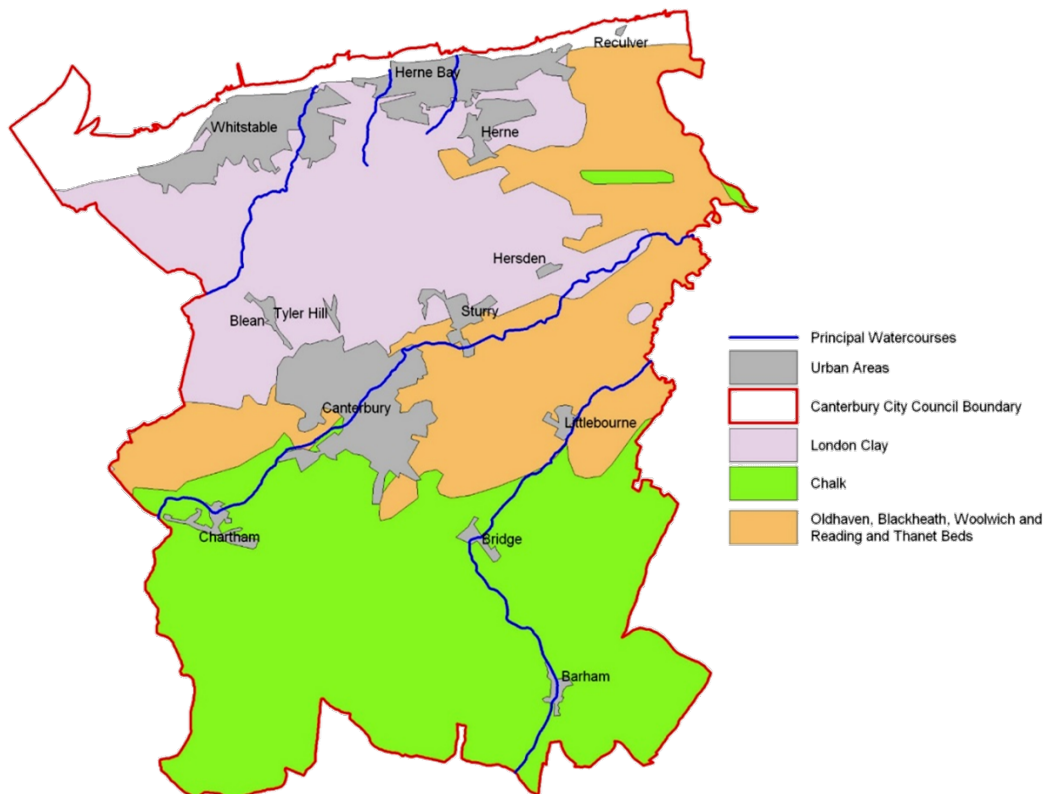 Reculver
Herne Bay
Whitstable
Herne
Hersden
Blean
Tyler Hill
Sturry
Canterbury
Littlebourne
Chartham
Bridge
Barham
Principal Watercourses
Urban Areas
Canterbury City Council Boundary
London Clay
Chalk
Oldhaven, Blackheath, Woolwich and
Reading and Thanet Beds